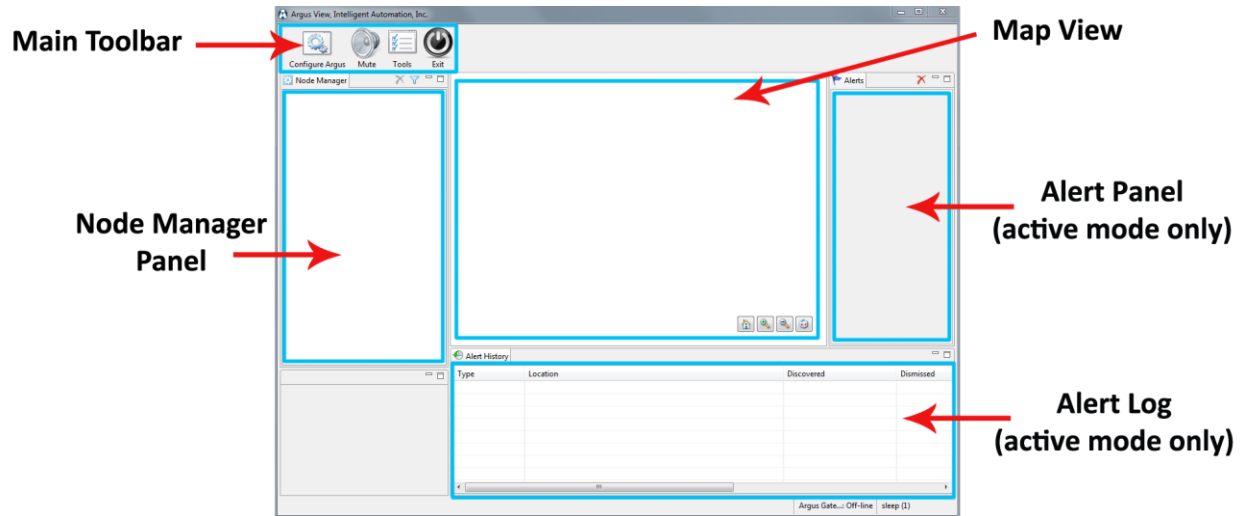 Argus View, Intelligent Automation, Inc.
Main Toolbar
Map View
Configure Argus Mute Tools Exit
Node Manager
Alerts
Node Manager
Panel
Alert Panel
(active mode only)
Alert History
Type Location Discovered Dismissed
Alert Log
(active mode only)
Argus Gate...: Off-line sleep (1)